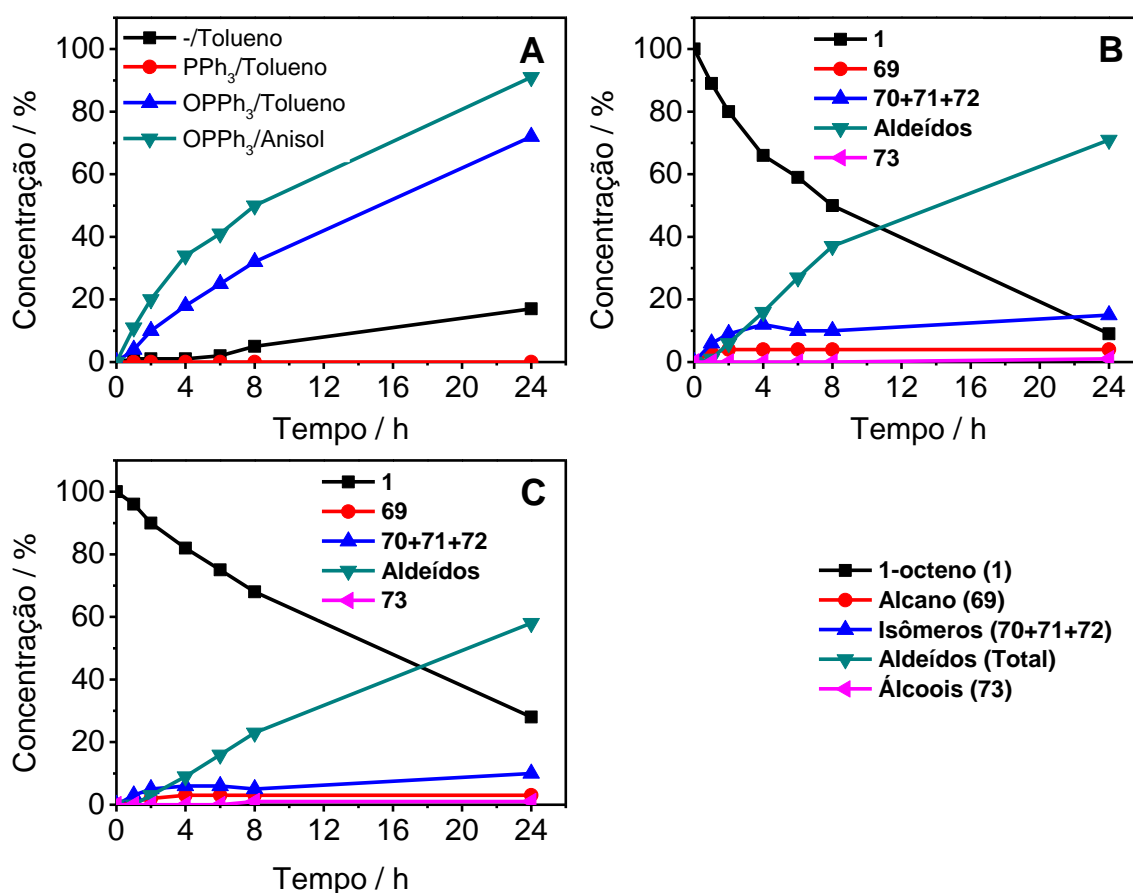 A
-/Tolueno
PPh₃/Tolueno
OPPh₃/Tolueno
OPPh₃/Anisol
Concentração / %
100
80
60
40
20
0
0 4 8 12 16 20 24
Tempo / h
B
1
69
70+71+72
Aldeídos
73
Concentração / %
100
80
60
40
20
0
0 4 8 12 16 20 24
Tempo / h
C
1
69
70+71+72
Aldeídos
73
Concentração / %
100
80
60
40
20
0
0 4 8 12 16 20 24
Tempo / h
1-octeno (1)
Alcano (69)
Isômeros (70+71+72)
Aldeídos (Total)
Álcoois (73)